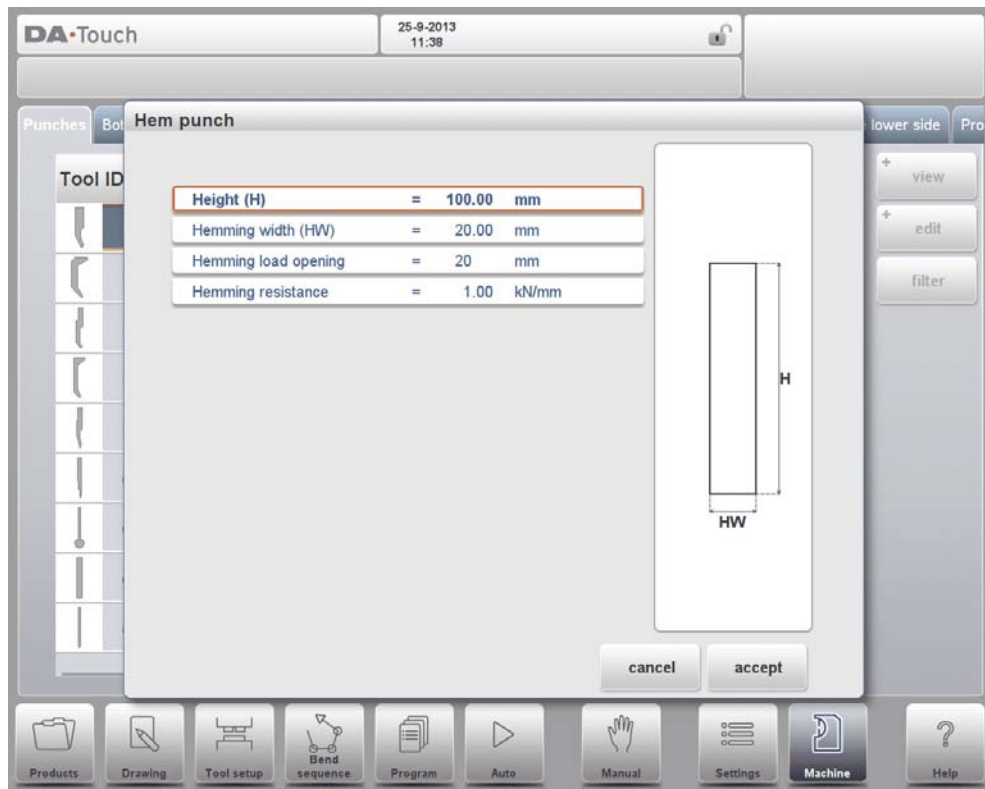 DA•Touch
25-9-2013
11:38
Punches
Bot
lower side
Pro
Hem punch
Tool ID
Height (H) = 100.00 mm
Hemming width (HW) = 20.00 mm
Hemming load opening = 20 mm
Hemming resistance = 1.00 kN/mm
H
HW
+ view
+ edit
filter
cancel
accept
Products
Drawing
Tool setup
Bend
sequence
Program
Auto
Manual
Settings
Machine
Help